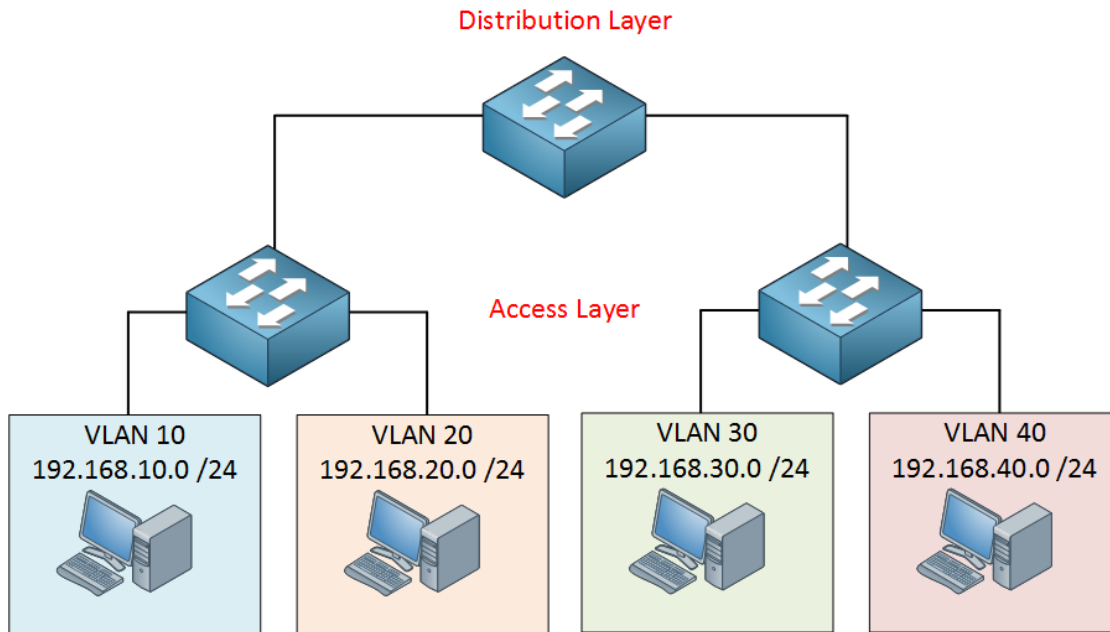 Distribution Layer
Access Layer
VLAN 10
192.168.10.0 /24
VLAN 20
192.168.20.0 /24
VLAN 30
192.168.30.0 /24
VLAN 40
192.168.40.0 /24